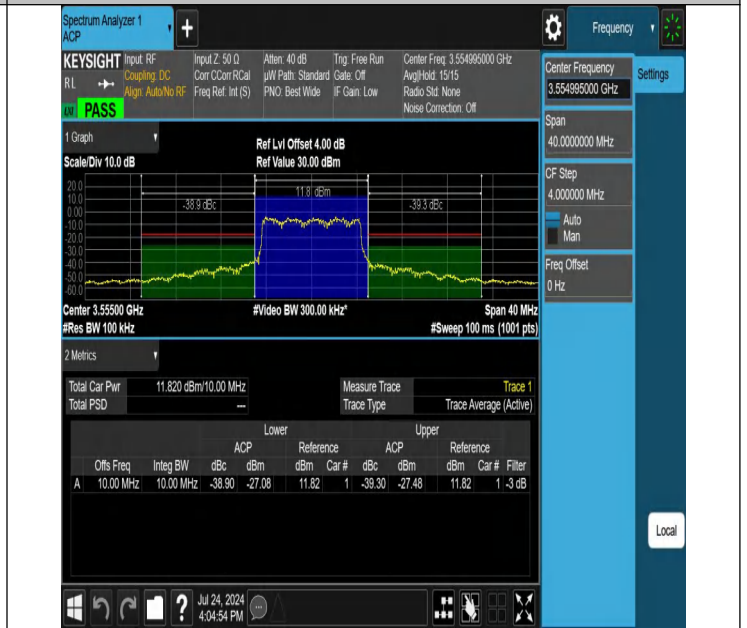 Spectrum Analyzer 1
ACP
+
Frequency
KEYSIGHT Input: RF Input Z: 50 Ω Atten: 40 dB Trig: Free Run Center Freq: 3.554995000 GHz
RL Coupling: DC Corr CCorr RCal µW Path: Standard Gate: Off Avg|Hold: 15/15
Align: Auto/No RF Freq Ref: Int (S) PNO: Best Wide IF Gain: Low Radio Std: None
PASS Noise Correction: Off
Center Frequency
3.554995000 GHz
Settings
Span
40.0000000 MHz
CF Step
4.000000 MHz
Auto
Man
Freq Offset
0 Hz
1 Graph
Ref Lvl Offset 4.00 dB
Scale/Div 10.0 dB Ref Value 30.00 dBm
20.0
10.0
0.00
-10.0
-20.0
-30.0
-40.0
-50.0
-60.0
-38.9 dBc 11.8 dBm -39.3 dBc
Center 3.55500 GHz #Video BW 300.00 kHz* Span 40 MHz
#Res BW 100 kHz #Sweep 100 ms (1001 pts)
2 Metrics
Total Car Pwr 11.820 dBm/10.00 MHz Measure Trace Trace 1
Total PSD --- Trace Type Trace Average (Active)
Lower Upper
ACP Reference ACP Reference
Offs Freq Integ BW dBc dBm dBm Car # dBc dBm dBm Car # Filter
A 10.00 MHz 10.00 MHz -38.90 -27.08 11.82 1 -39.30 -27.48 11.82 1 -3 dB
Local
? Jul 24, 2024
4:04:54 PM